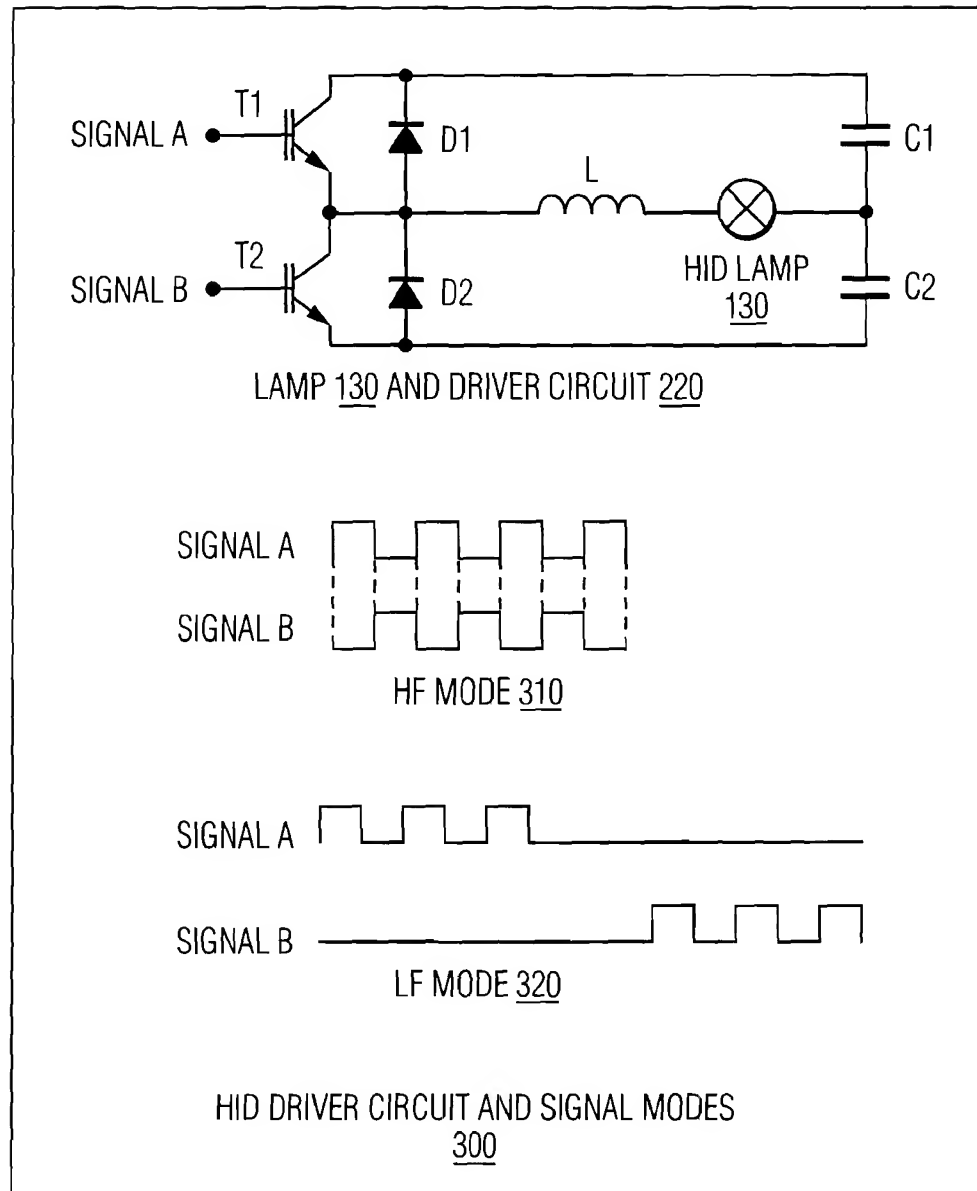 T1
SIGNAL A
D1
C1
L
T2
SIGNAL B
D2
HID LAMP
130
C2
LAMP 130 AND DRIVER CIRCUIT 220
SIGNAL A
SIGNAL B
HF MODE 310
SIGNAL A
SIGNAL B
LF MODE 320
HID DRIVER CIRCUIT AND SIGNAL MODES
300